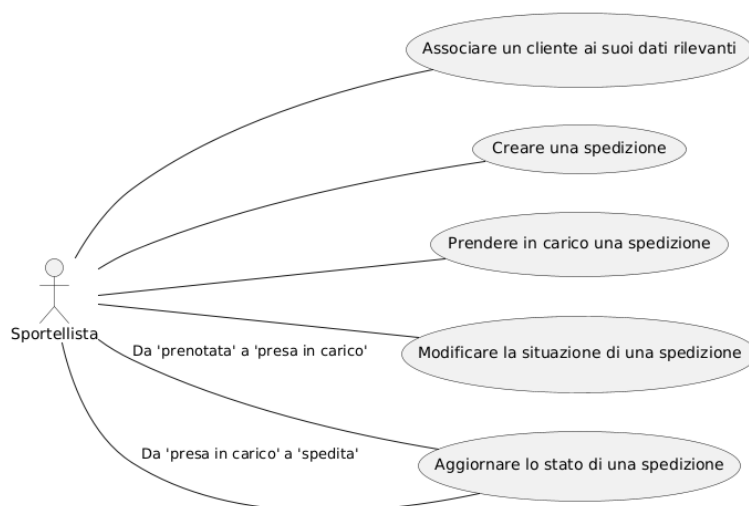 Associare un cliente ai suoi dati rilevanti
Creare una spedizione
Prendere in carico una spedizione
Sportellista
Modificare la situazione di una spedizione
Da 'prenotata' a 'presa in carico'
Da 'presa in carico' a 'spedita'
Aggiornare lo stato di una spedizione